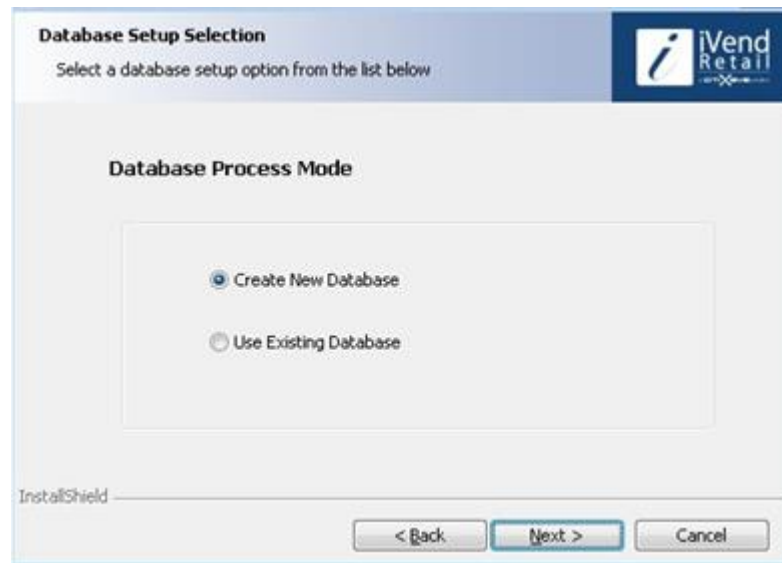 Database Setup Selection
Select a database setup option from the list below
iVend
Retail
Database Process Mode
Create New Database
Use Existing Database
InstallShield
< Back
Next >
Cancel